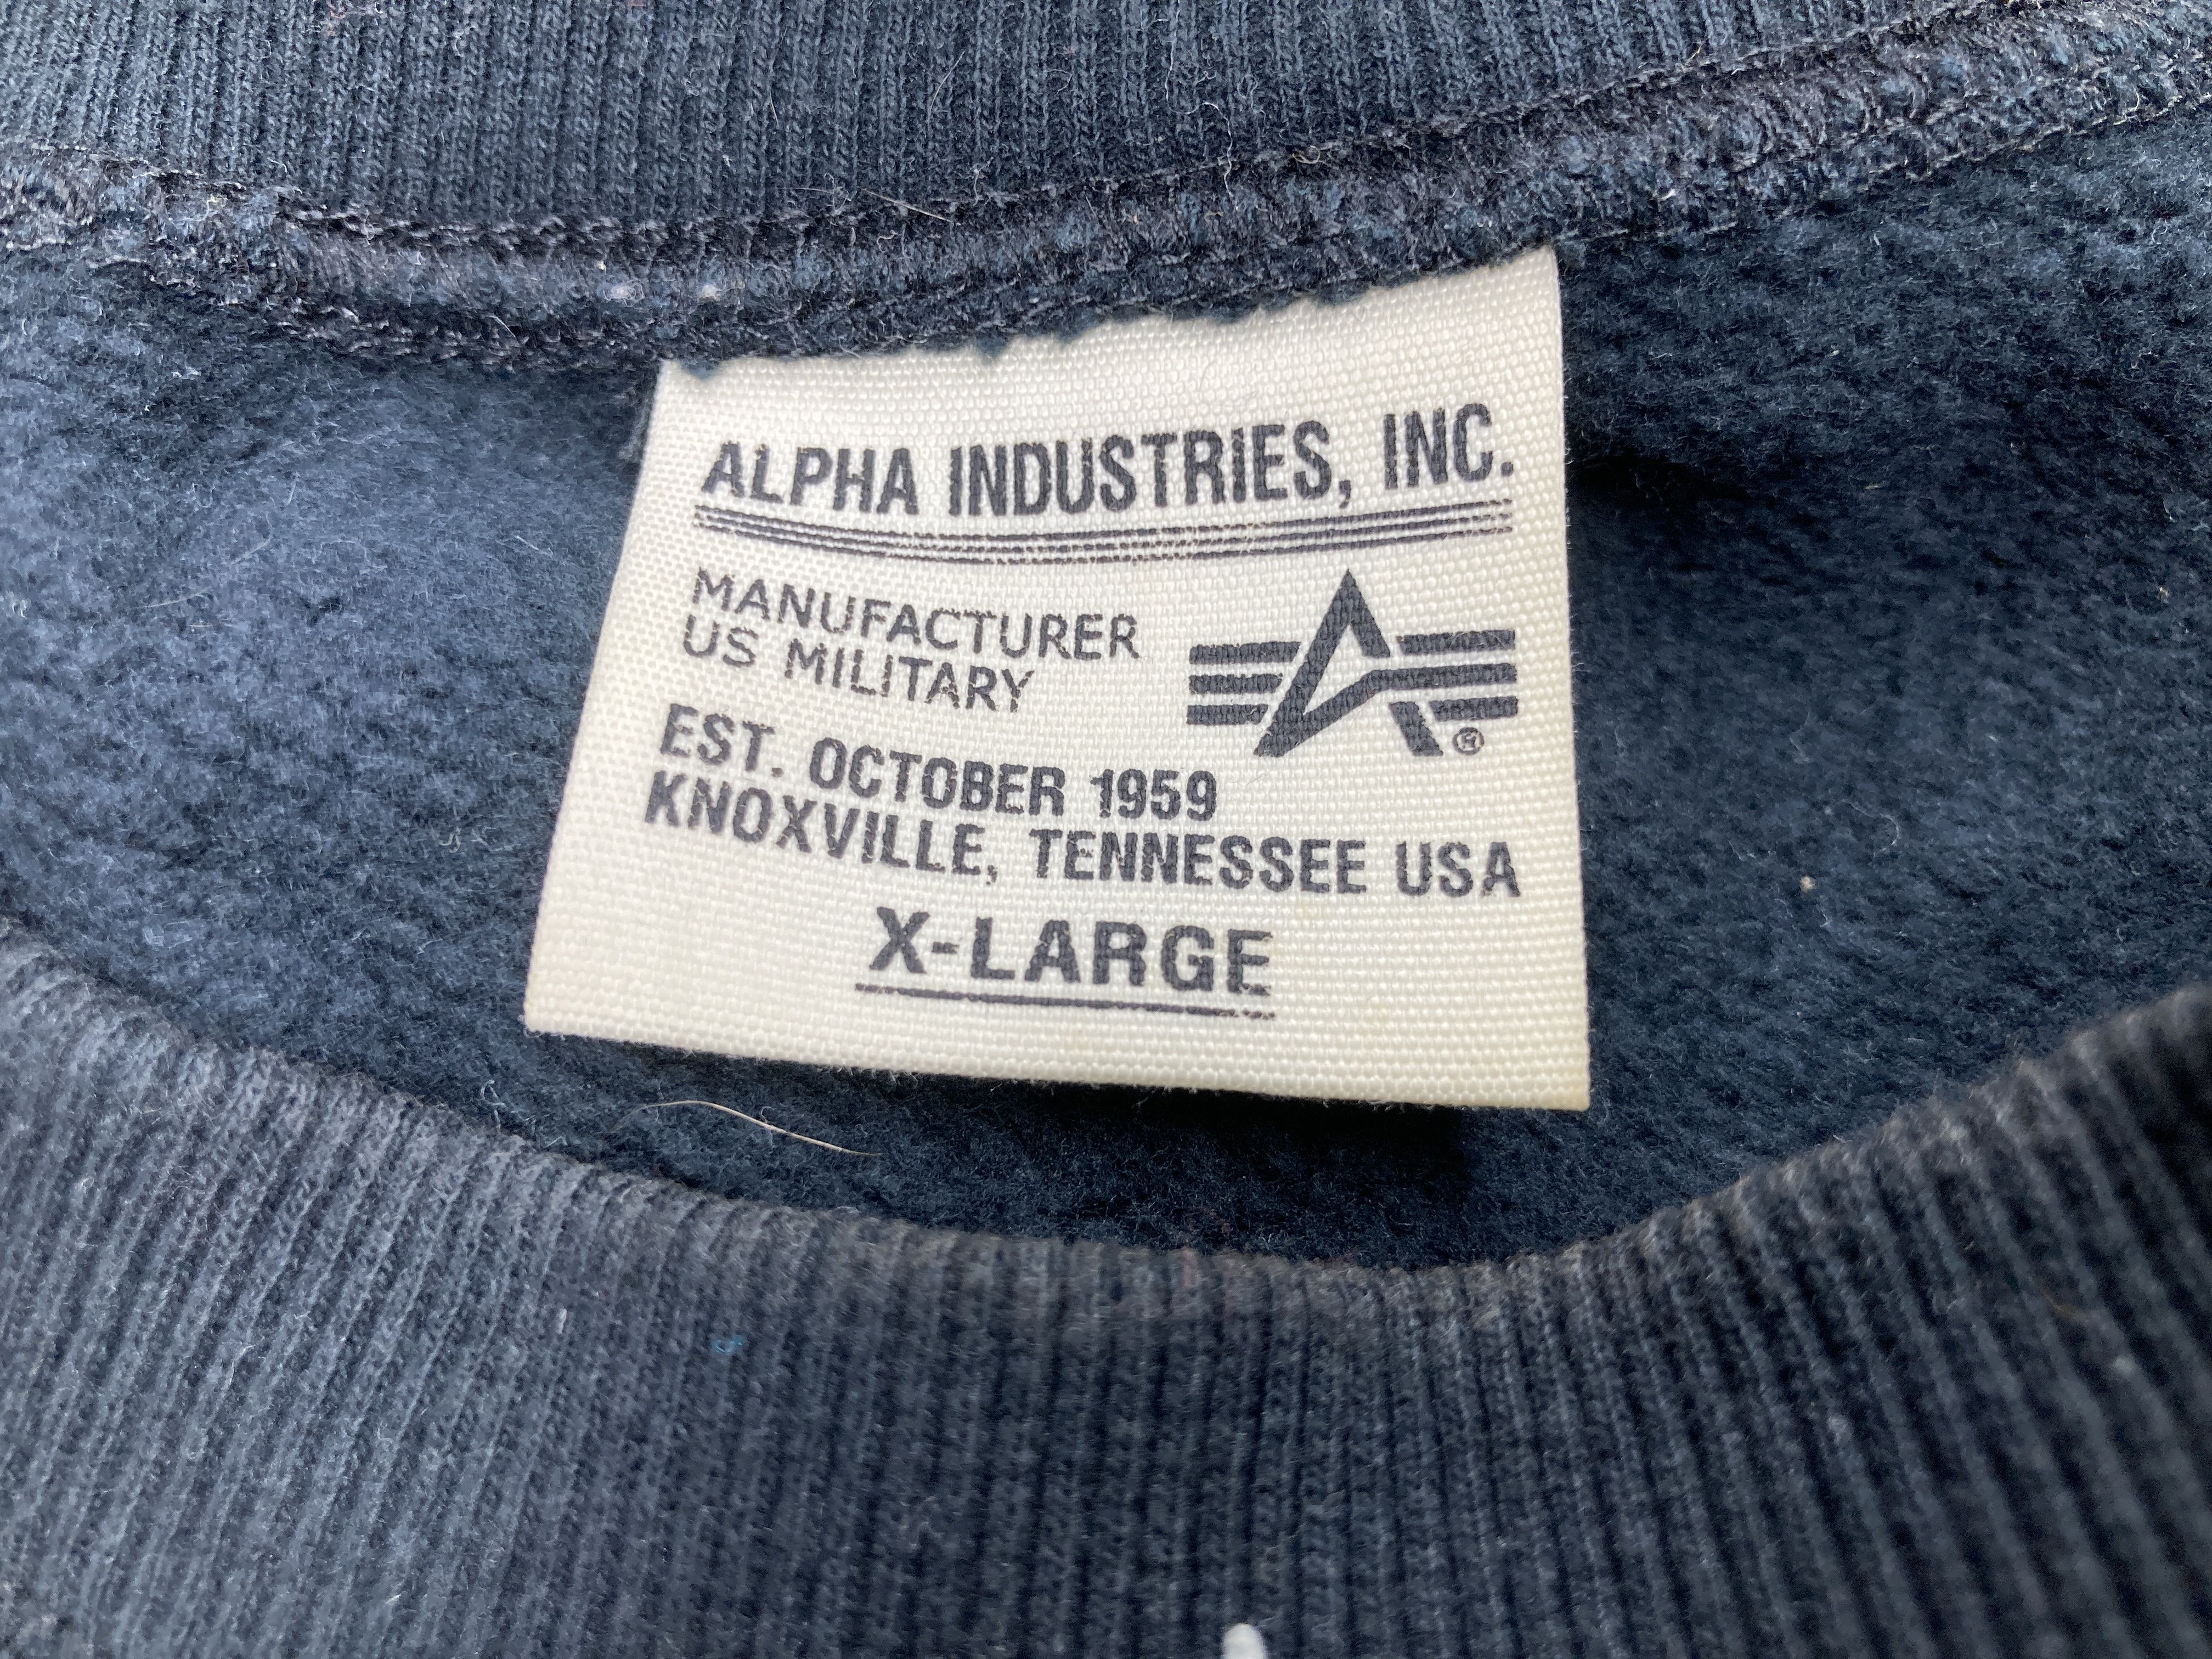 ALPHA INDUSTRIES, INC.
MANUFACTURER
US MILITARY
EST. OCTOBER 1959
KNOXVILLE, TENNESSEE USA
X-LARGE
®